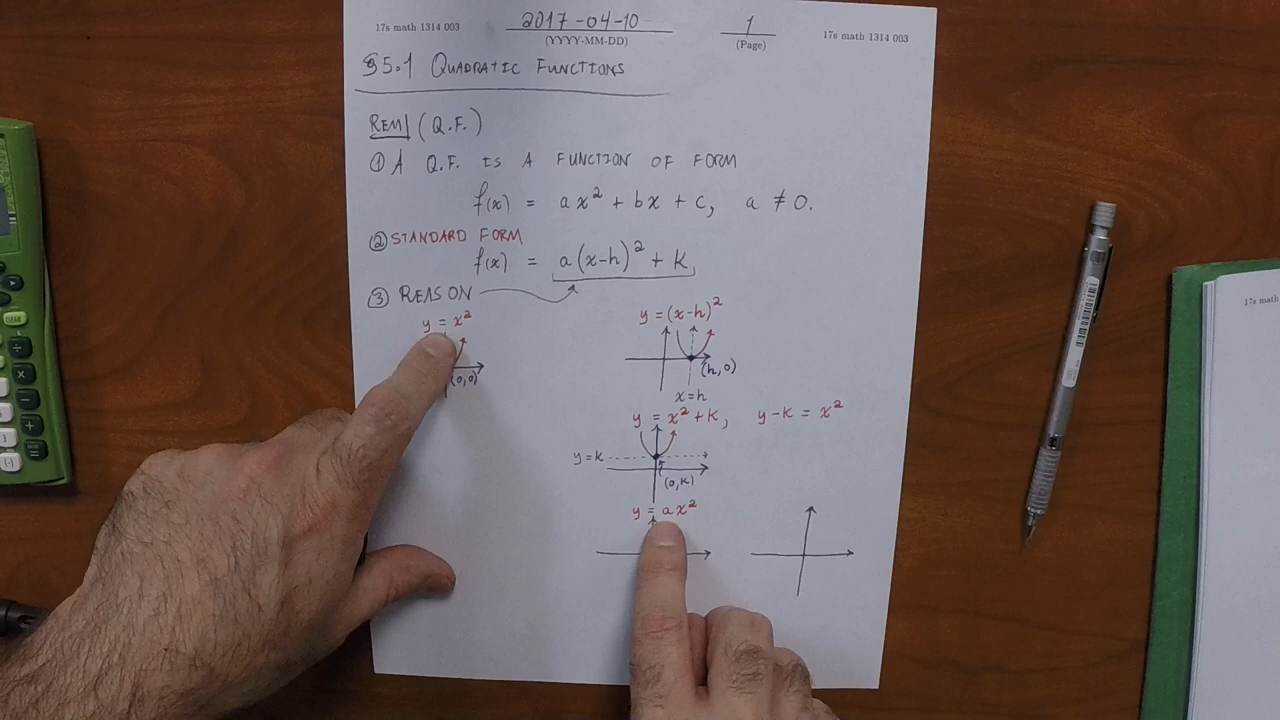 17s math 1314 003 2017-04-10 1 17s math 1314 003
(YYYY-MM-DD) (Page)
§5.1 QUADRATIC FUNCTIONS
REM (Q.F.)
① A Q.F. IS A FUNCTION OF FORM
f(x) = ax² + bx + c, a ≠ 0.
② STANDARD FORM
f(x) = a(x-h)² + k
③ REASON
y = x²
(0,0)
y = (x-h)²
(h,0)
x=h
y = x² + k, y-k = x²
y=k
(0,k)
y = ax²
17s ma